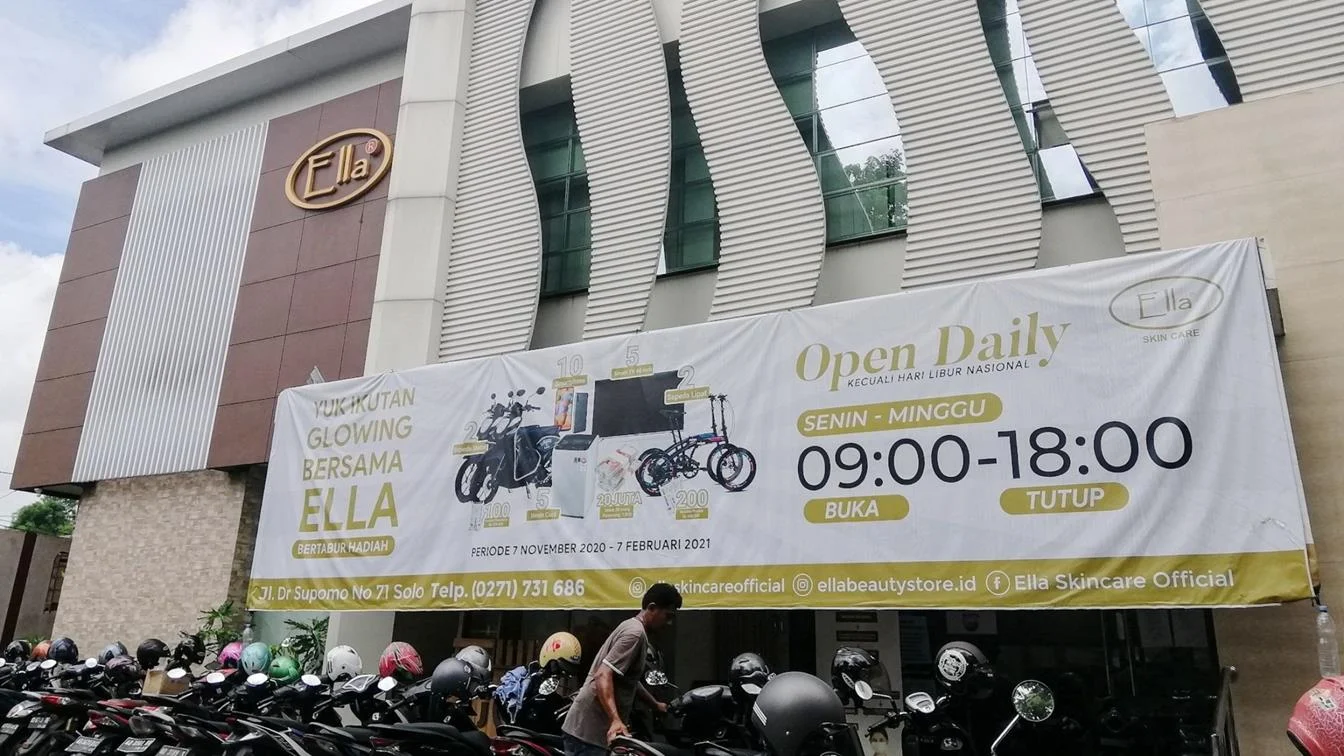 Ella
YUK IKUTAN
GLOWING
BERSAMA
ELLA
BERTABUR HADIAH
10
5
2
Sepeda Lipat
2
100
5
20 JUTA
200
PERIODE 7 NOVEMBER 2020 - 7 FEBRUARI 2021
Open Daily
KECUALI HARI LIBUR NASIONAL
SENIN - MINGGU
09:00-18:00
BUKA
TUTUP
Ella
SKIN CARE
Jl. Dr Supomo No 71 Solo Telp. (0271) 731 686
skincareofficial
ellabeautystore.id
Ella Skincare Official